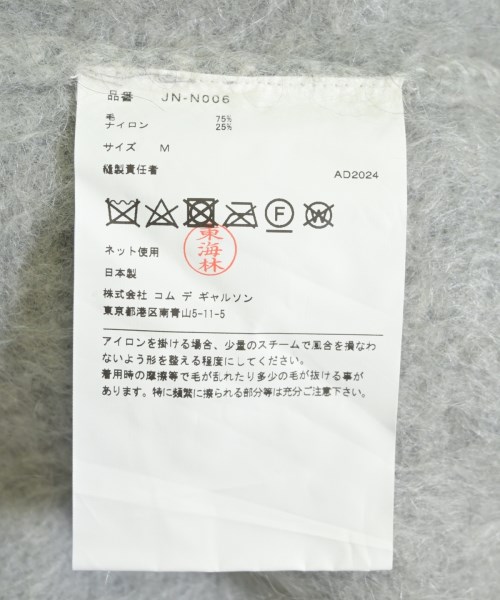 品番 JN-N006
毛 75%
ナイロン 25%
サイズ M
縫製責任者 AD2024
F W
東海林
ネット使用
日本製
株式会社 コム デ ギャルソン
東京都港区南青山5-11-5
アイロンを掛ける場合、少量のスチームで風合を損なわ
ないよう形を整える程度にしてください。
着用時の摩擦等で毛が乱れたり多少の毛が抜ける事が
あります。特に頻繁に擦られる部分等は充分ご注意下さい。